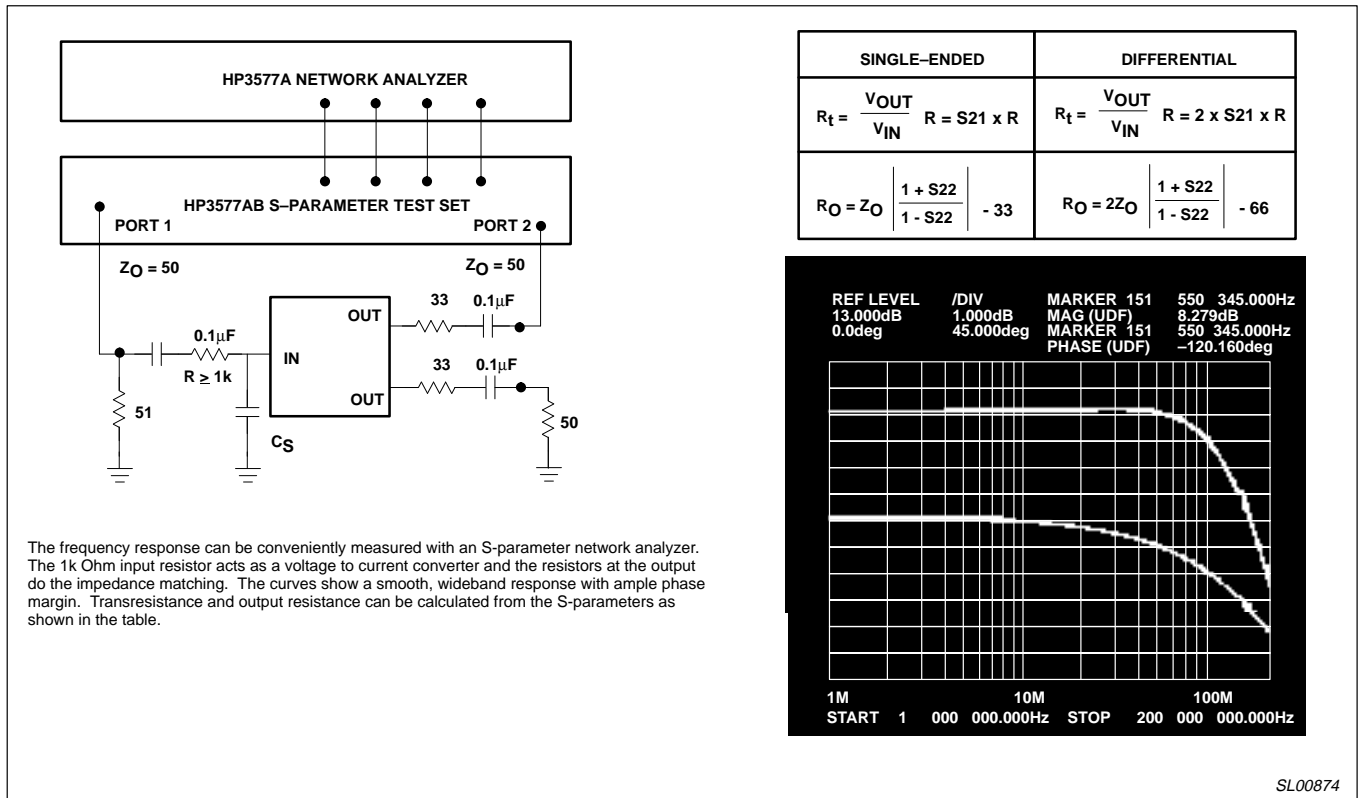 HP3577A NETWORK ANALYZER
HP3577AB S–PARAMETER TEST SET
PORT 1
PORT 2
ZO = 50
ZO = 50
33
0.1µF
OUT
0.1µF
IN
R ≥ 1k
33
0.1µF
OUT
51
CS
50
The frequency response can be conveniently measured with an S-parameter network analyzer.
The 1k Ohm input resistor acts as a voltage to current converter and the resistors at the output
do the impedance matching. The curves show a smooth, wideband response with ample phase
margin. Transresistance and output resistance can be calculated from the S-parameters as
shown in the table.
SINGLE–ENDED
DIFFERENTIAL
Rt = VOUT / VIN R = S21 x R
Rt = VOUT / VIN R = 2 x S21 x R
RO = ZO | 1 + S22 / 1 - S22 | - 33
RO = 2ZO | 1 + S22 / 1 - S22 | - 66
REF LEVEL /DIV MARKER 151 550 345.000Hz
13.000dB 1.000dB MAG (UDF) 8.279dB
0.0deg 45.000deg MARKER 151 550 345.000Hz
PHASE (UDF) –120.160deg
1M 10M 100M
START 1 000 000.000Hz STOP 200 000 000.000Hz
SL00874